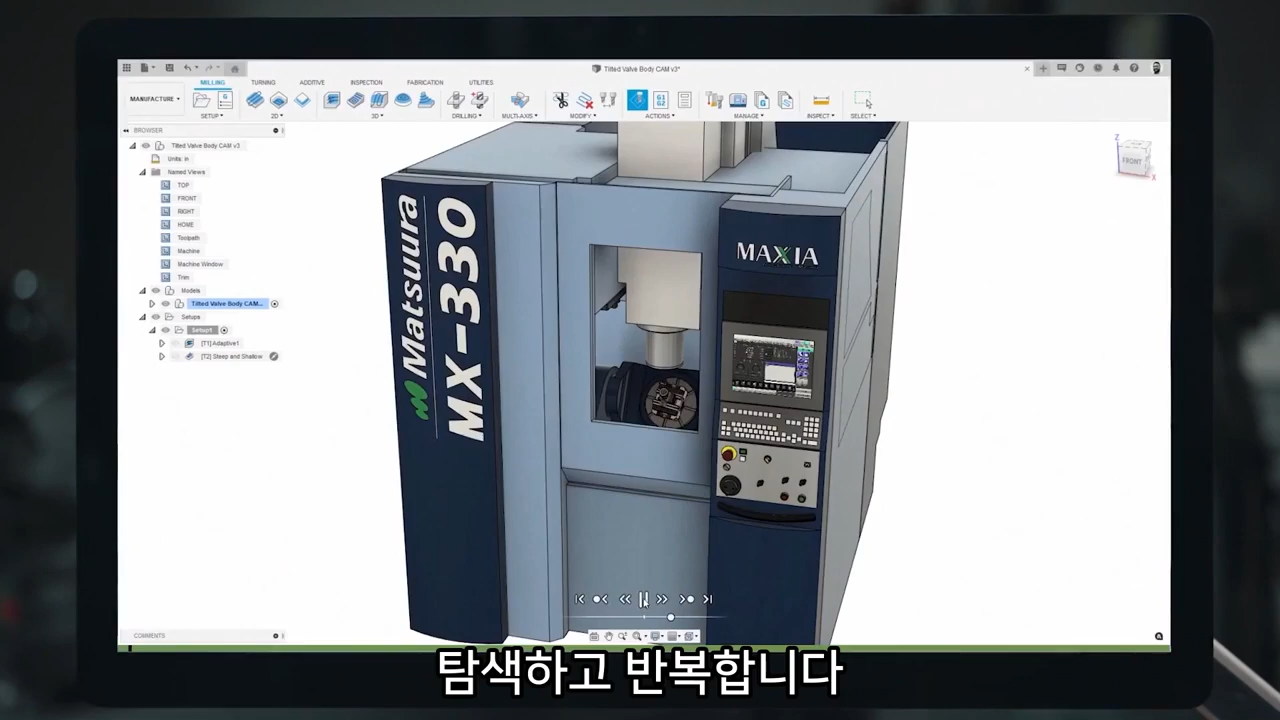 Tilted Valve Body CAM v3*
MILLING TURNING ADDITIVE INSPECTION FABRICATION UTILITIES
MANUFACTURE
SETUP 2D 3D DRILLING MULTI-AXIS MODIFY ACTIONS MANAGE INSPECT SELECT
G1
G2
BROWSER
Tilted Valve Body CAM v3
Units: in
Named Views
TOP
FRONT
RIGHT
HOME
Toolpath
Machine
Machine Window
Trim
Models
Tilted Valve Body CAM...
Setups
Setup1
[T1] Adaptive1
[T2] Steep and Shallow
Matsuura
MX-330
MAXIA
Z
FRONT
X
COMMENTS
탐색하고 반복합니다